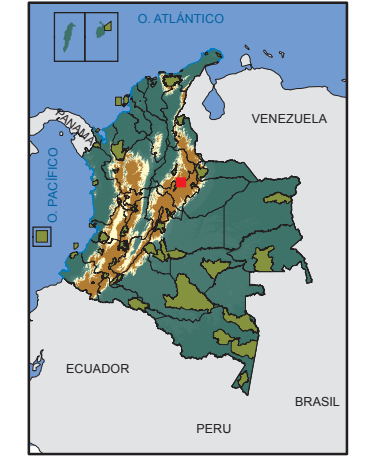 O. ATLÁNTICO
PANAMÁ
VENEZUELA
O. PACÍFICO
ECUADOR
BRASIL
PERU